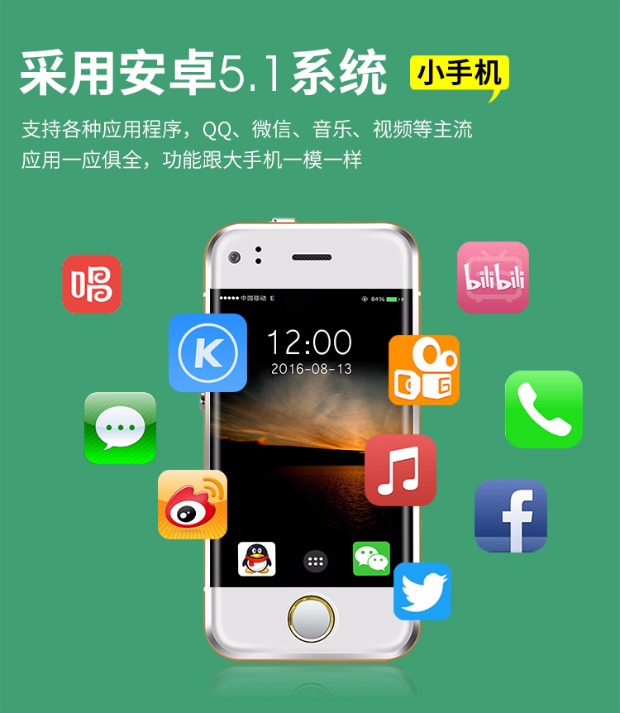 采用安卓5.1系统
小手机
支持各种应用程序，QQ、微信、音乐、视频等主流
应用一应俱全，功能跟大手机一模一样
唱吧
bilibili
中国移动 E
84%
K
12:00
2016-08-13
f